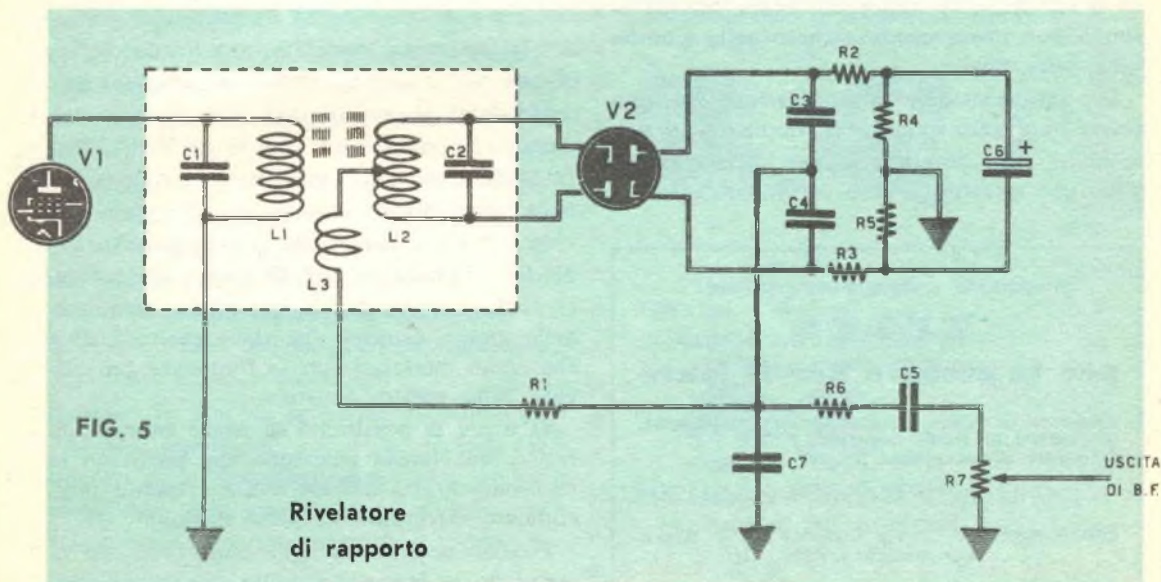 V1
C1
L1
L2
L3
C2
V2
C3
C4
R2
R4
C6
+
R5
R3
R1
R6
C5
C7
R7
USCITA
DI B.F.
FIG. 5
Rivelatore
di rapporto